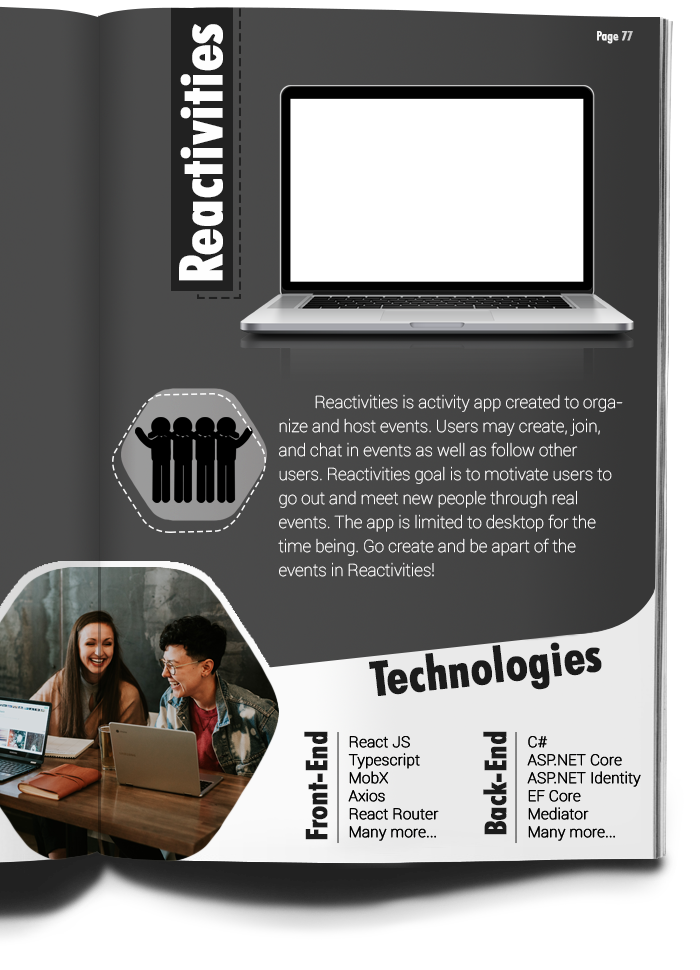 Page 77
Reactivities
Reactivities is activity app created to orga-
nize and host events. Users may create, join,
and chat in events as well as follow other
users. Reactivities goal is to motivate users to
go out and meet new people through real
events. The app is limited to desktop for the
time being. Go create and be apart of the
events in Reactivities!
Technologies
Front-End
React JS
Typescript
MobX
Axios
React Router
Many more...
Back-End
C#
ASP.NET Core
ASP.NET Identity
EF Core
Mediator
Many more...